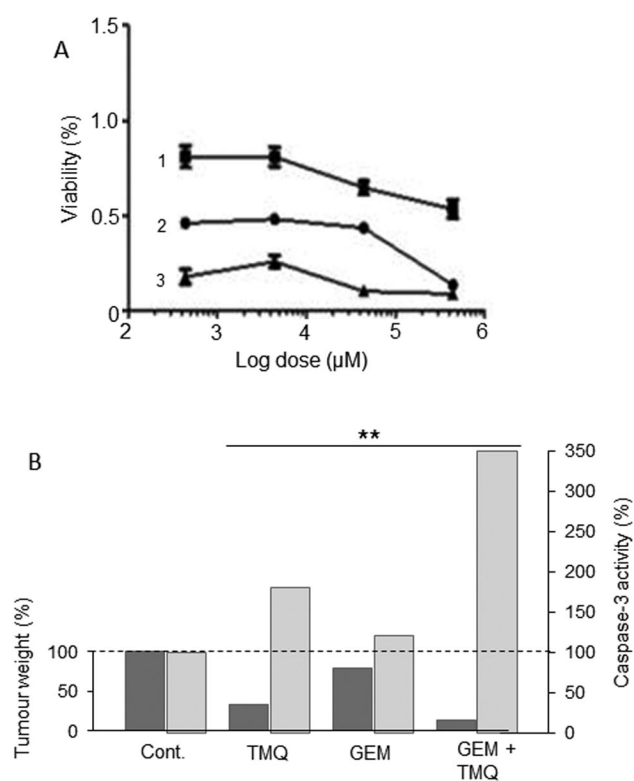 A
1.5
1.0
0.5
0
Viability (%)
1
2
3
2 3 4 5 6
Log dose (µM)
B
**
Tumour weight (%)
100
50
0
350
300
250
200
150
100
50
0
Caspase-3 activity (%)
Cont. TMQ GEM GEM +
TMQ